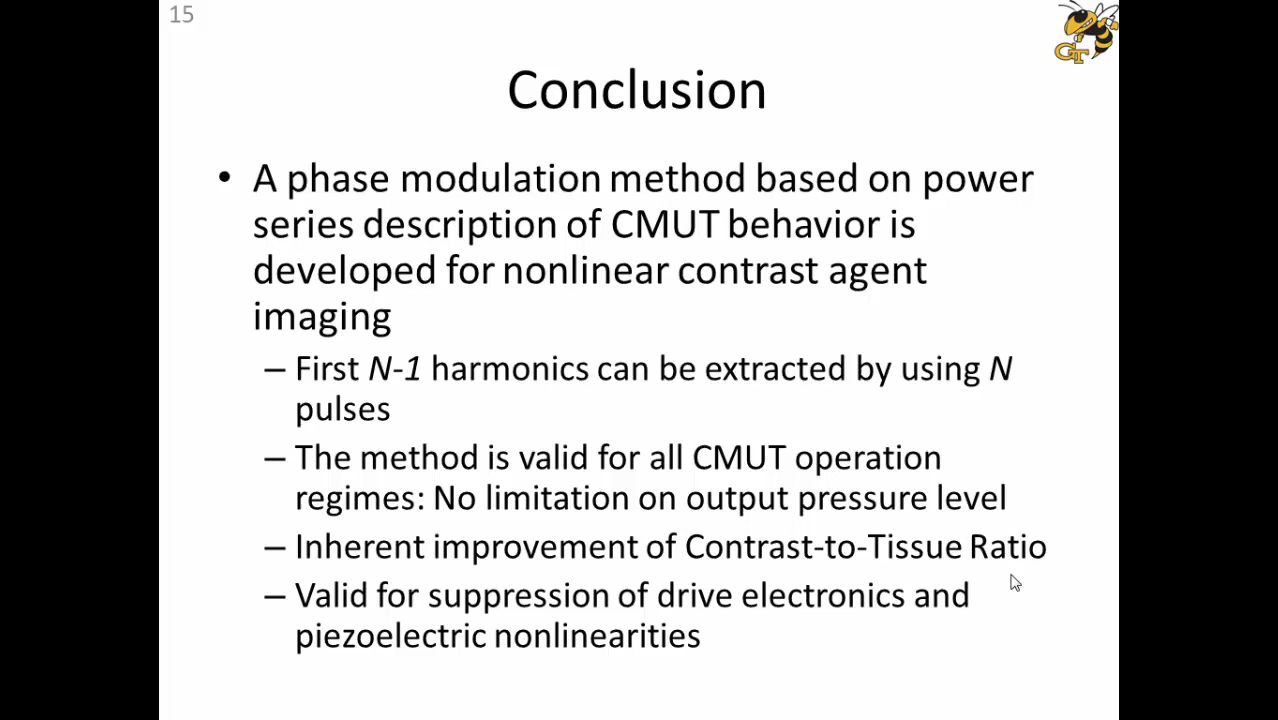 15
GT
Conclusion
• A phase modulation method based on power
series description of CMUT behavior is
developed for nonlinear contrast agent
imaging
– First N-1 harmonics can be extracted by using N
pulses
– The method is valid for all CMUT operation
regimes: No limitation on output pressure level
– Inherent improvement of Contrast-to-Tissue Ratio
– Valid for suppression of drive electronics and
piezoelectric nonlinearities